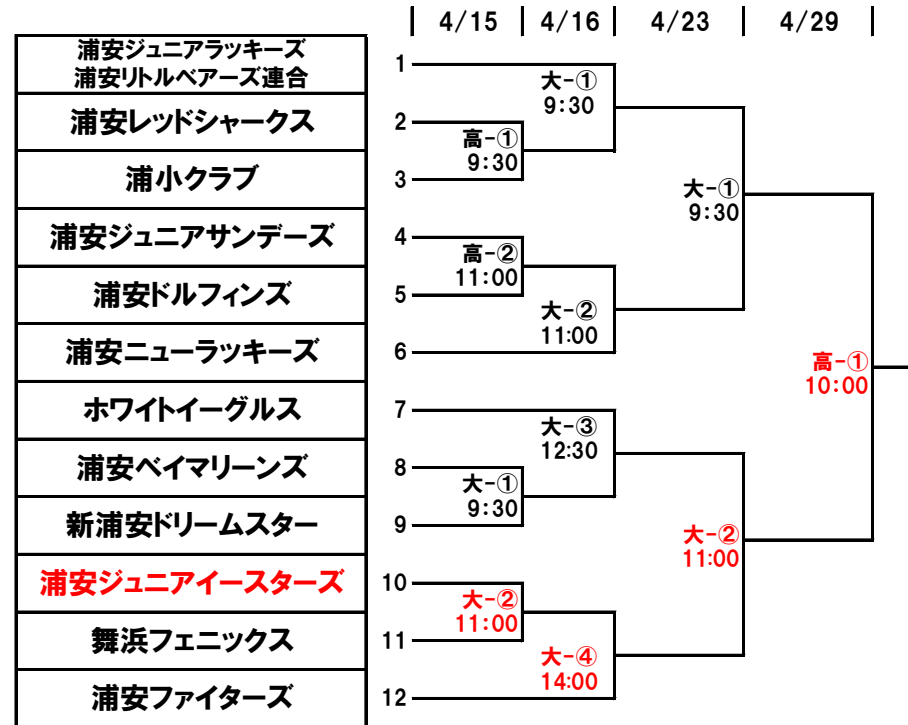 4/15 4/16 4/23 4/29
浦安ジュニアラッキーズ
浦安リトルベアーズ連合
1
大-①
9:30
浦安レッドシャークス
2
高-①
9:30
浦小クラブ
3
大-①
9:30
浦安ジュニアサンデーズ
4
高-②
11:00
浦安ドルフィンズ
5
大-②
11:00
浦安ニューラッキーズ
6
高-①
10:00
ホワイトイーグルス
7
大-③
12:30
浦安ベイマリーンズ
8
大-①
9:30
新浦安ドリームスター
9
大-②
11:00
浦安ジュニアイースターズ
10
大-②
11:00
舞浜フェニックス
11
大-④
14:00
浦安ファイターズ
12